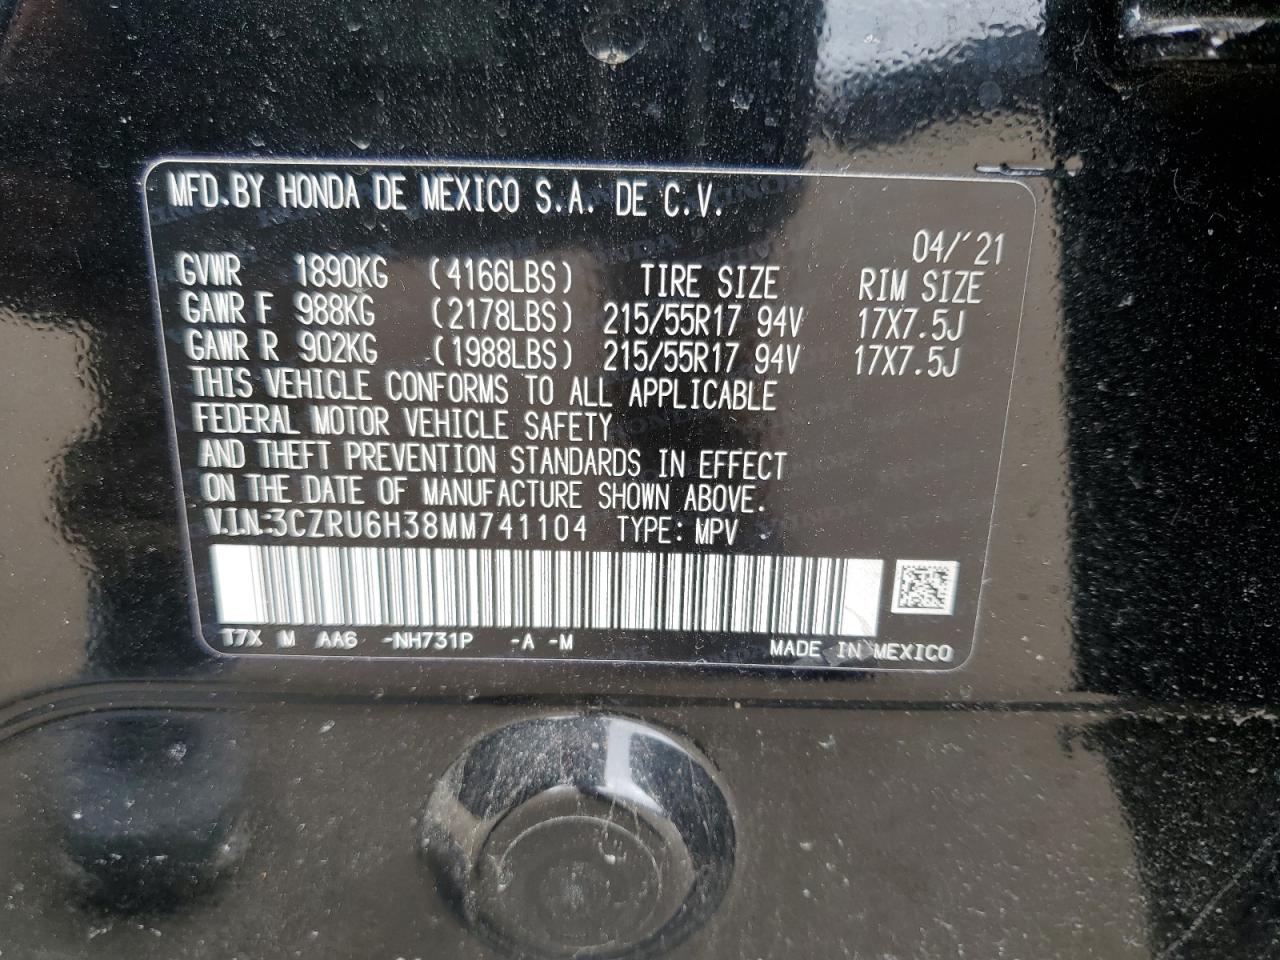 MFD.BY HONDA DE MEXICO S.A. DE C.V.
04/'21
GVWR 1890KG (4166LBS) TIRE SIZE RIM SIZE
GAWR F 988KG (2178LBS) 215/55R17 94V 17X7.5J
GAWR R 902KG (1988LBS) 215/55R17 94V 17X7.5J
THIS VEHICLE CONFORMS TO ALL APPLICABLE
FEDERAL MOTOR VEHICLE SAFETY
AND THEFT PREVENTION STANDARDS IN EFFECT
ON THE DATE OF MANUFACTURE SHOWN ABOVE.
V.I.N.:3CZRU6H38MM741104 TYPE: MPV
T7X M AA6 -NH731P -A -M MADE IN MEXICO